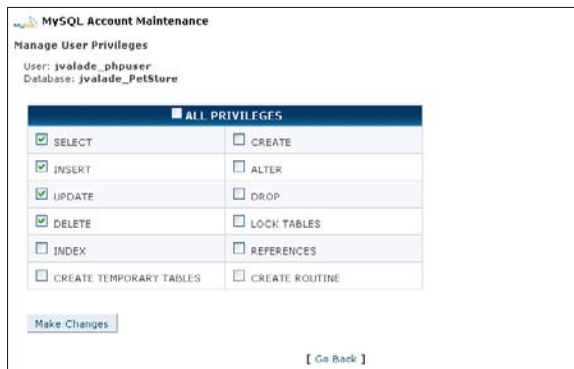 MySQL Account Maintenance
Manage User Privileges
User: jvalade_phpuser
Database: jvalade_PetStore
ALL PRIVILEGES
SELECT CREATE
INSERT ALTER
UPDATE DROP
DELETE LOCK TABLES
INDEX REFERENCES
CREATE TEMPORARY TABLES CREATE ROUTINE
Make Changes
[ Go Back ]